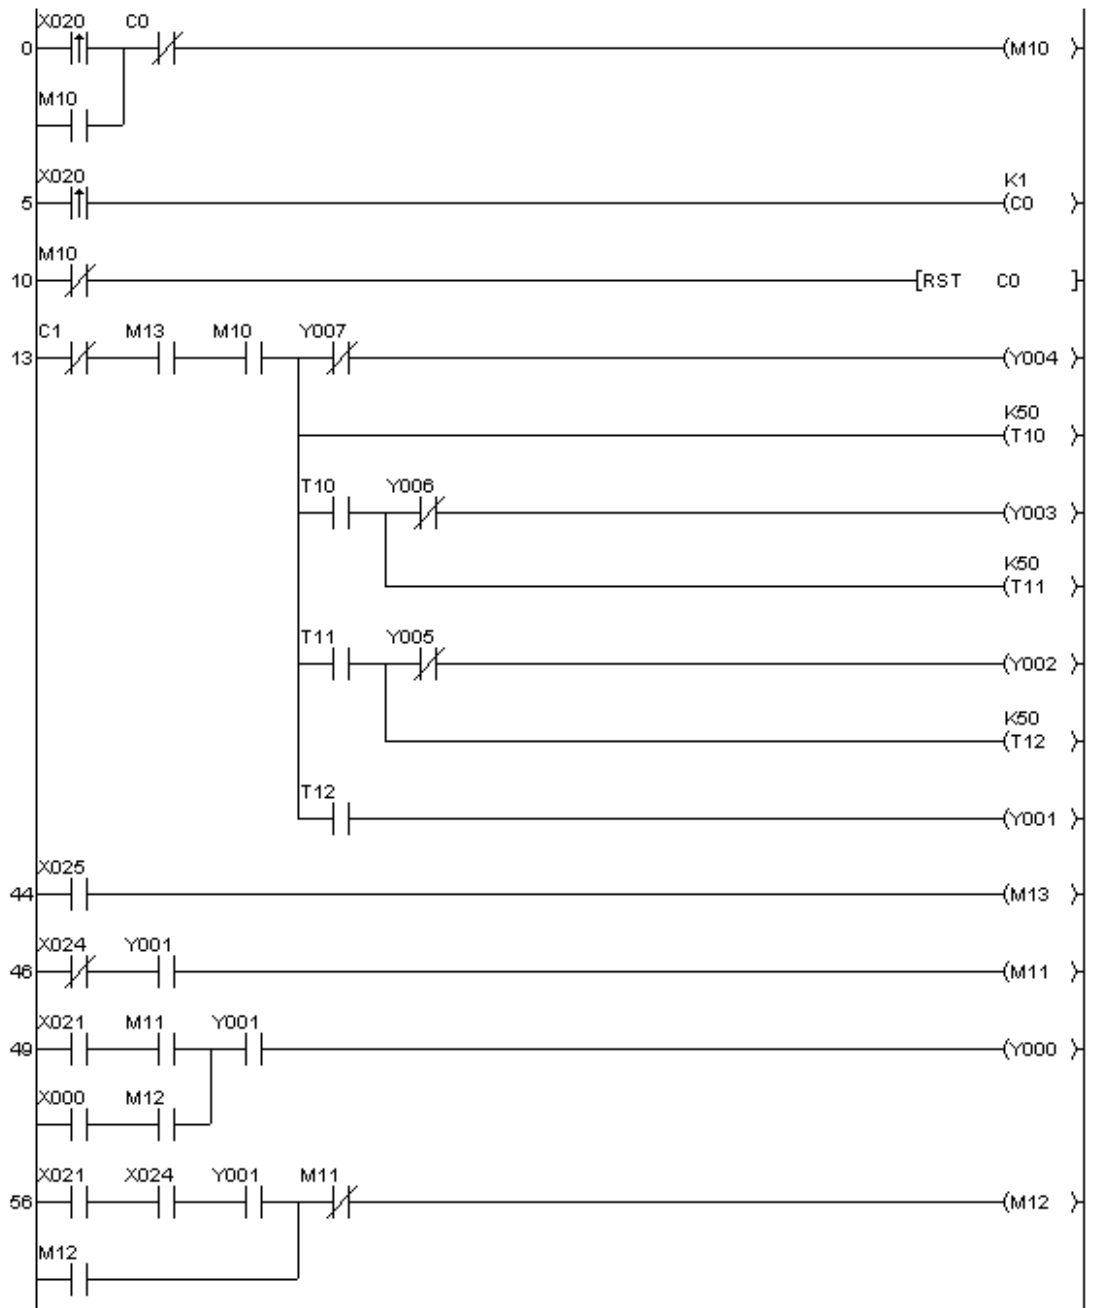 X020 C0
0 (M10 )
M10
X020 K1
5 (C0 )
M10
10 [RST C0 ]
C1 M13 M10 Y007
13 (Y004 )
K50
(T10 )
T10 Y006
(Y003 )
K50
(T11 )
T11 Y005
(Y002 )
K50
(T12 )
T12
(Y001 )
X025
44 (M13 )
X024 Y001
46 (M11 )
X021 M11 Y001
49 (Y000 )
X000 M12
X021 X024 Y001 M11
56 (M12 )
M12